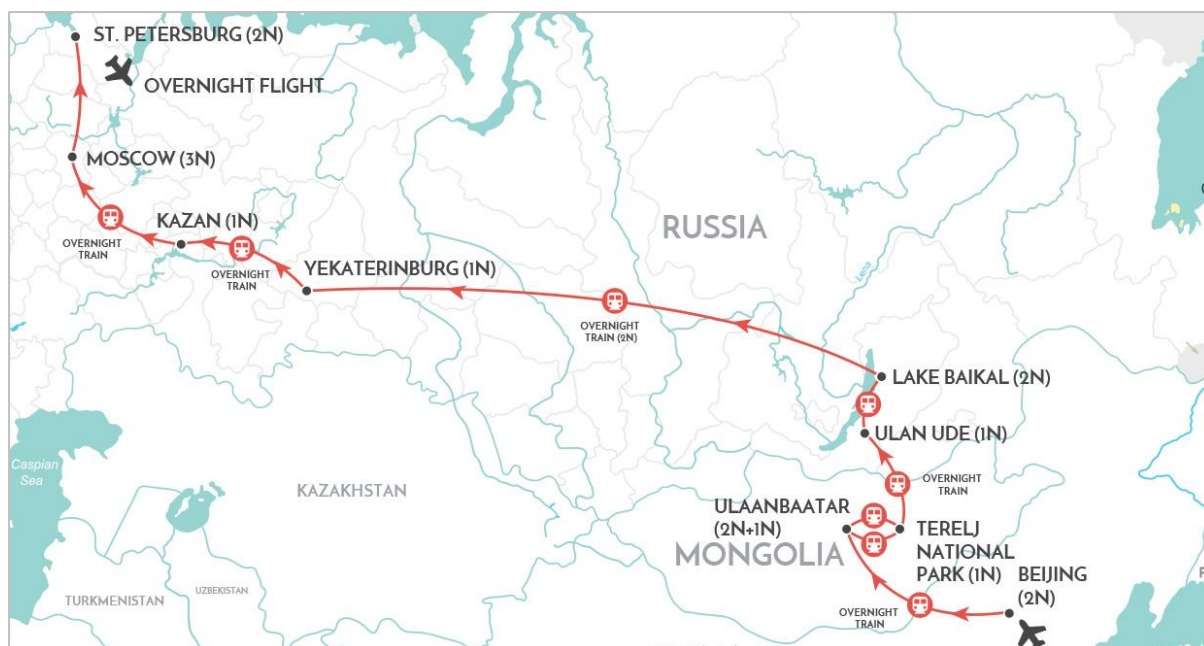 ST. PETERSBURG (2N)
OVERNIGHT FLIGHT
MOSCOW (3N)
KAZAN (1N)
OVERNIGHT
TRAIN
OVERNIGHT
TRAIN
YEKATERINBURG (1N)
RUSSIA
Lena
OVERNIGHT
TRAIN (2N)
LAKE BAIKAL (2N)
ULAN UDE (1N)
Caspian
Sea
KAZAKHSTAN
OVERNIGHT
TRAIN
ULAANBAATAR
(2N+1N)
MONGOLIA
TERELJ
NATIONAL
PARK (1N)
BEIJING
(2N)
OVERNIGHT
TRAIN
TURKMENISTAN
UZBEKISTAN